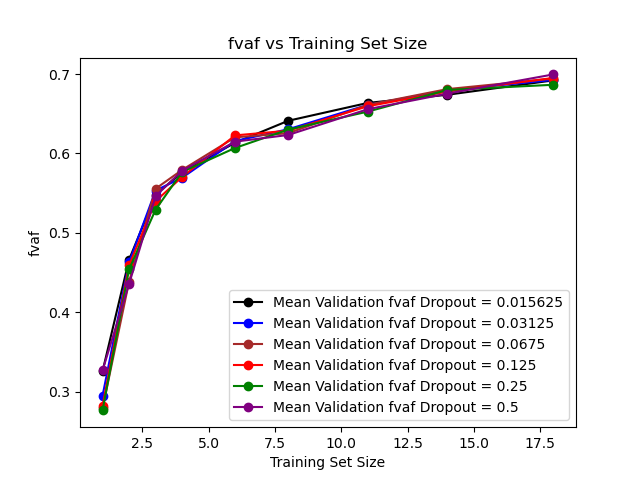 fvaf vs Training Set Size
0.7
0.6
0.5
0.4
0.3
fvaf
Mean Validation fvaf Dropout = 0.015625
Mean Validation fvaf Dropout = 0.03125
Mean Validation fvaf Dropout = 0.0675
Mean Validation fvaf Dropout = 0.125
Mean Validation fvaf Dropout = 0.25
Mean Validation fvaf Dropout = 0.5
2.5 5.0 7.5 10.0 12.5 15.0 17.5
Training Set Size